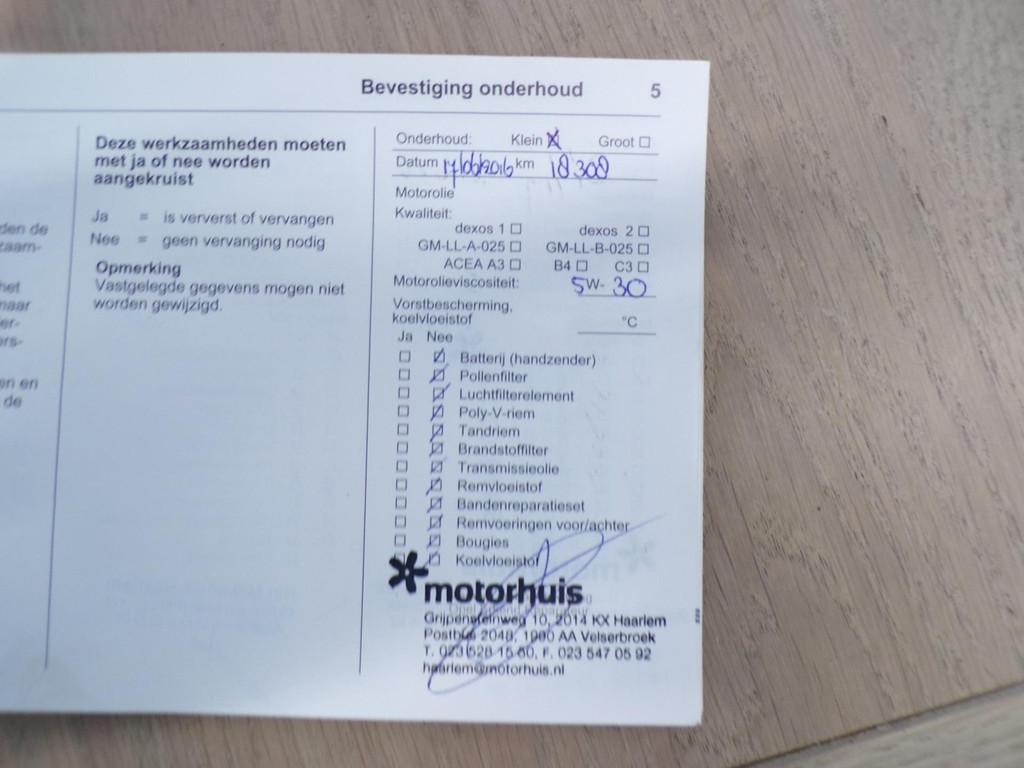 Bevestiging onderhoud 5
den de
zaam-
het
naar
er-
ers-
en en
de
Deze werkzaamheden moeten
met ja of nee worden
aangekruist
Ja = is ververst of vervangen
Nee = geen vervanging nodig
Opmerking
Vastgelegde gegevens mogen niet
worden gewijzigd.
Onderhoud: Klein Groot
Datum 17/06/2016 km 18308
Motorolie
Kwaliteit:
dexos 1 dexos 2
GM-LL-A-025 GM-LL-B-025
ACEA A3 B4 C3
Motorolieviscositeit: 5W-30
Vorstbescherming,
koelvloeistof °C
Ja Nee
Batterij (handzender)
Pollenfilter
Luchtfilterelement
Poly-V-riem
Tandriem
Brandstoffilter
Transmissieolie
Remvloeistof
Bandenreparatieset
Remvoeringen voor/achter
Bougies
Koelvloeistof
motorhuis
Grijpensteinweg 10, 2014 KX Haarlem
Postbus 2048, 1990 AA Velserbroek
T. 023 528 15 60, F. 023 547 05 92
haarlem@motorhuis.nl